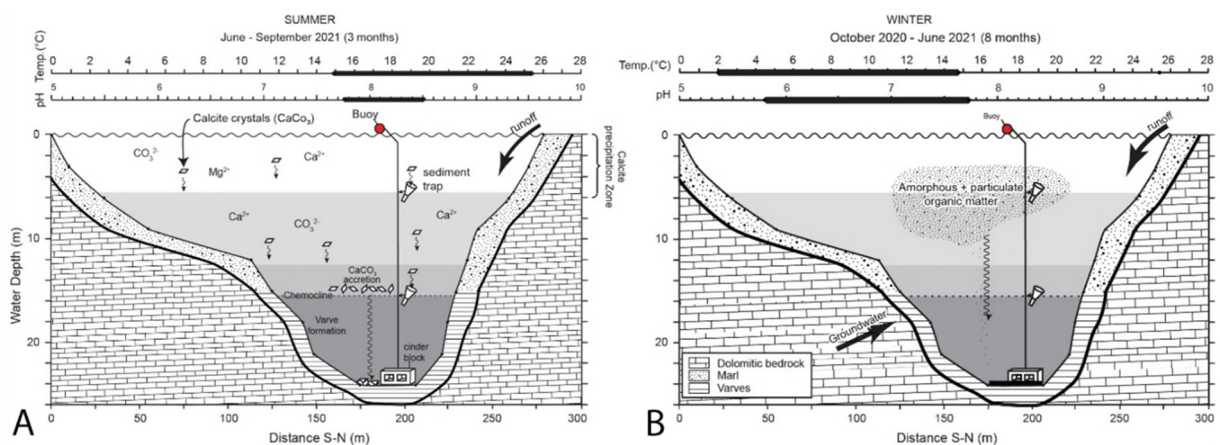 SUMMER
June - September 2021 (3 months)
Temp.(°C)
0 2 4 6 8 10 12 14 16 18 20 22 24 26 28
pH
5 6 7 8 9 10
Calcite crystals (CaCo₃)
Buoy
runoff
Calcite
precipitation Zone
CO₃²⁻
Ca²⁺
Mg²⁺
sediment
trap
Ca²⁺
CO₃²⁻
Ca²⁺
CaCO₃
accretion
Chemocline
Varve
formation
cinder
block
Water Depth (m)
0
10
20
0 50 100 150 200 250 300
Distance S-N (m)
A
WINTER
October 2020 - June 2021 (8 months)
Temp.(°C)
0 2 4 6 8 10 12 14 16 18 20 22 24 26 28
pH
5 6 7 8 9 10
Buoy
runoff
Amorphous + particulate
organic matter
Groundwater
Dolomitic bedrock
Marl
Varves
0
10
20
0 50 100 150 200 250 300
Distance S-N (m)
B